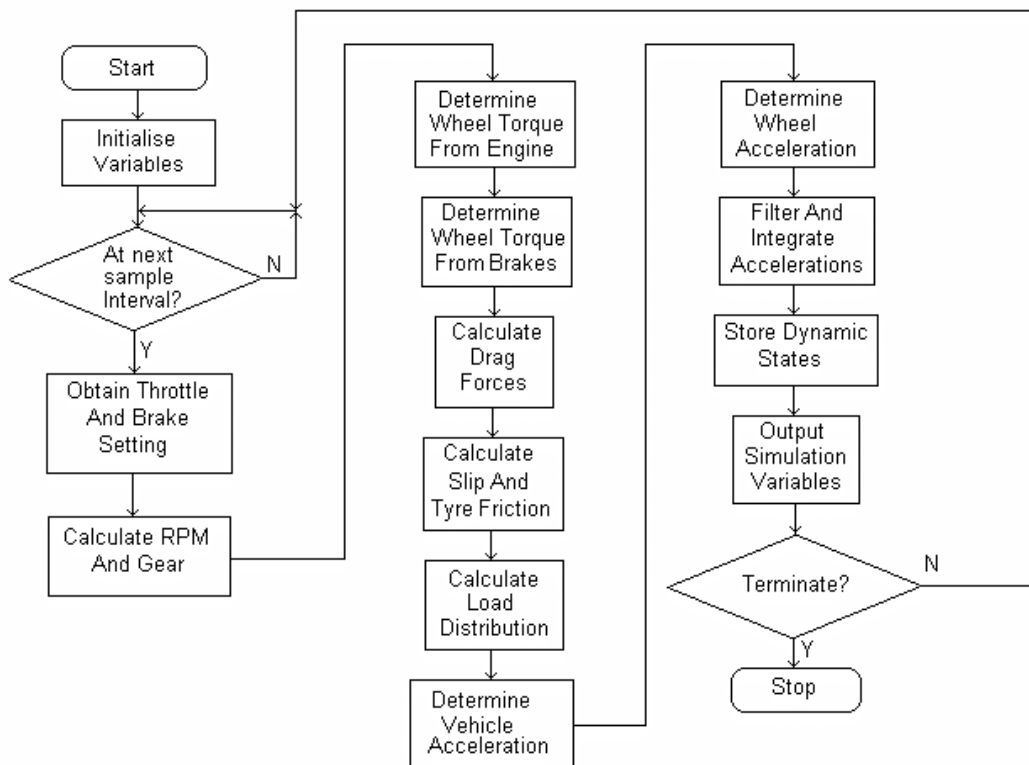 Start
Initialise
Variables
At next
sample
Interval?
N
Y
Obtain Throttle
And Brake
Setting
Calculate RPM
And Gear
Determine
Wheel Torque
From Engine
Determine
Wheel Torque
From Brakes
Calculate
Drag
Forces
Calculate
Slip And
Tyre Friction
Calculate
Load
Distribution
Determine
Vehicle
Acceleration
Determine
Wheel
Acceleration
Filter And
Integrate
Accelerations
Store Dynamic
States
Output
Simulation
Variables
Terminate?
N
Y
Stop